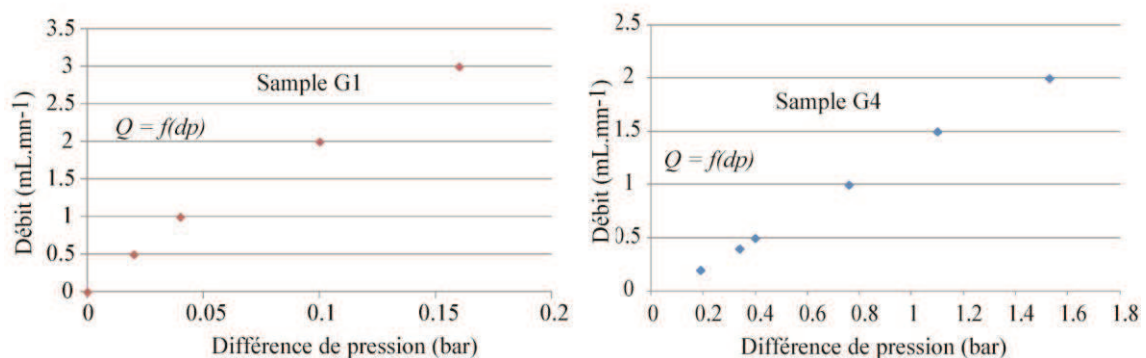 3.5
3
2.5
2
1.5
1
0.5
0
Débit (mL.mn-1)
Sample G1
Q = f(dp)
0 0.05 0.1 0.15 0.2
Différence de pression (bar)
2.5
2
1.5
1
0.5
0
Débit (mL.mn-1)
Sample G4
Q = f(dp)
0 0.2 0.4 0.6 0.8 1 1.2 1.4 1.6 1.8
Différence de pression (bar)